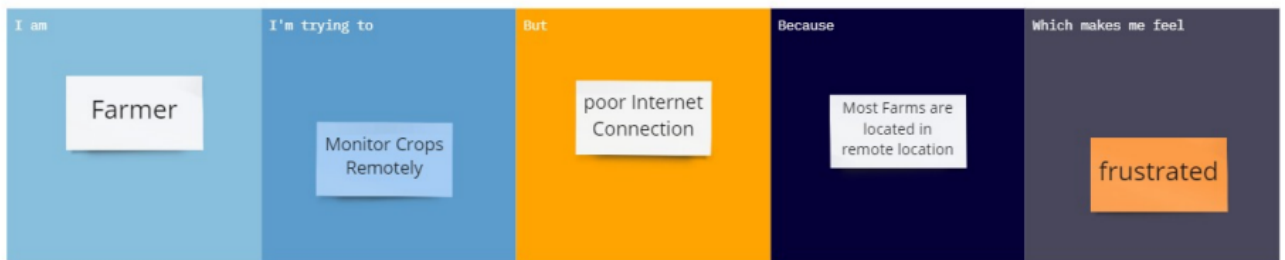 I am
Farmer
I'm trying to
Monitor Crops
Remotely
But
poor Internet
Connection
Because
Most Farms are
located in
remote location
Which makes me feel
frustrated